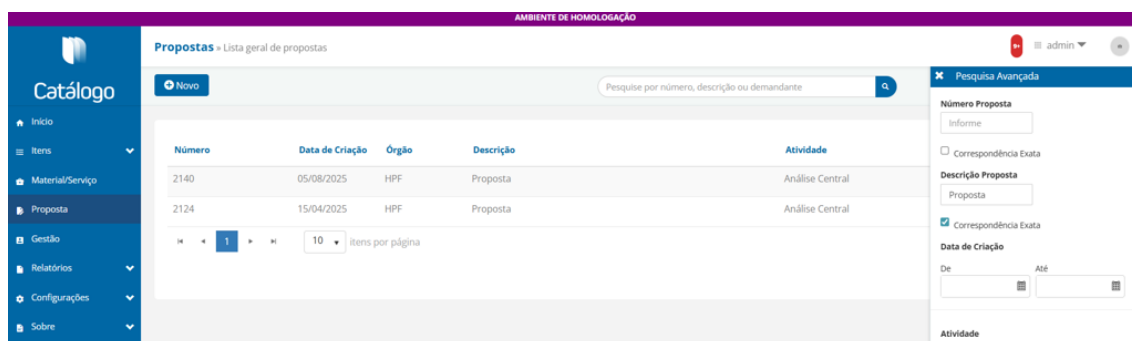 AMBIENTE DE HOMOLOGAÇÃO
Catálogo
Início
Itens
Material/Serviço
Proposta
Gestão
Relatórios
Configurações
Sobre
Propostas » Lista geral de propostas
9+
admin
Novo
Pesquise por número, descrição ou demandante
Número Data de Criação Órgão Descrição Atividade
2140 05/08/2025 HPF Proposta Análise Central
2124 15/04/2025 HPF Proposta Análise Central
1 10 itens por página
Pesquisa Avançada
Número Proposta
Informe
Correspondência Exata
Descrição Proposta
Proposta
Correspondência Exata
Data de Criação
De Até
Atividade